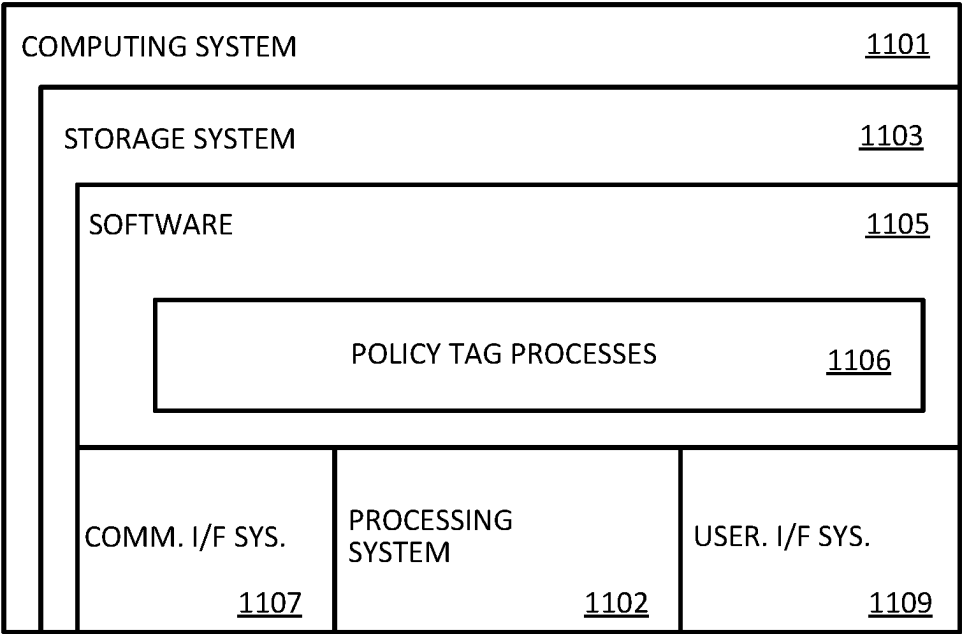 COMPUTING SYSTEM 1101
STORAGE SYSTEM 1103
SOFTWARE 1105
POLICY TAG PROCESSES 1106
COMM. I/F SYS.
1107
PROCESSING
SYSTEM
1102
USER. I/F SYS.
1109